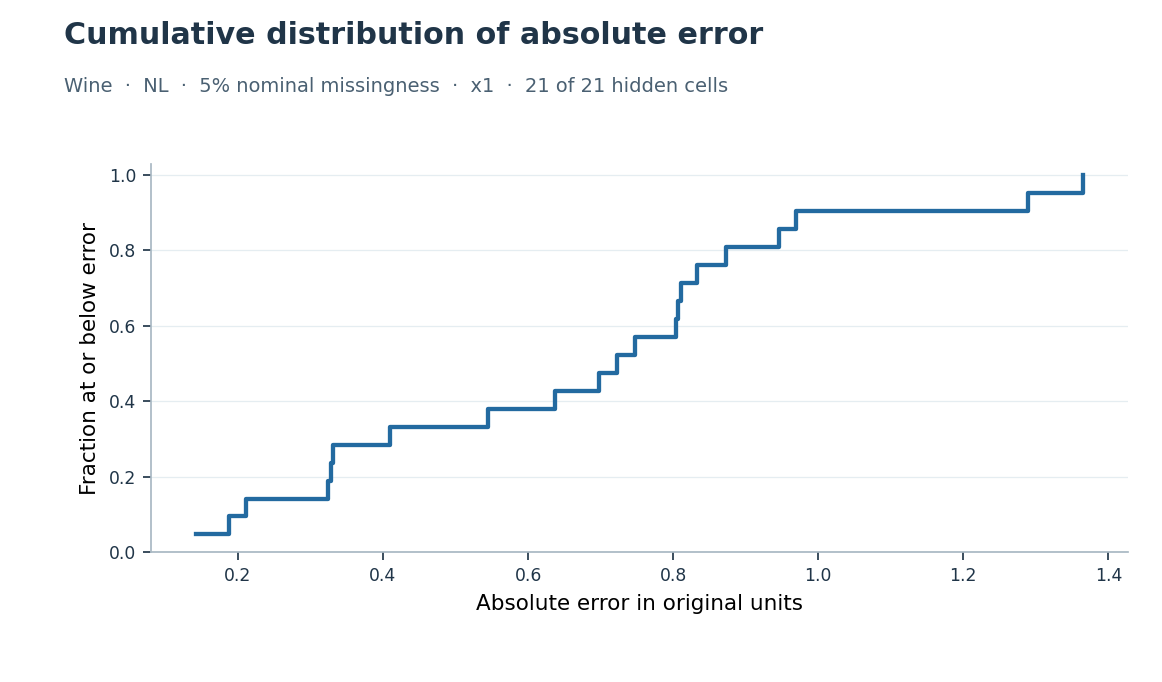 Cumulative distribution of absolute error
Wine · NL · 5% nominal missingness · x1 · 21 of 21 hidden cells
Fraction at or below error
1.0
0.8
0.6
0.4
0.2
0.0
0.2 0.4 0.6 0.8 1.0 1.2 1.4
Absolute error in original units